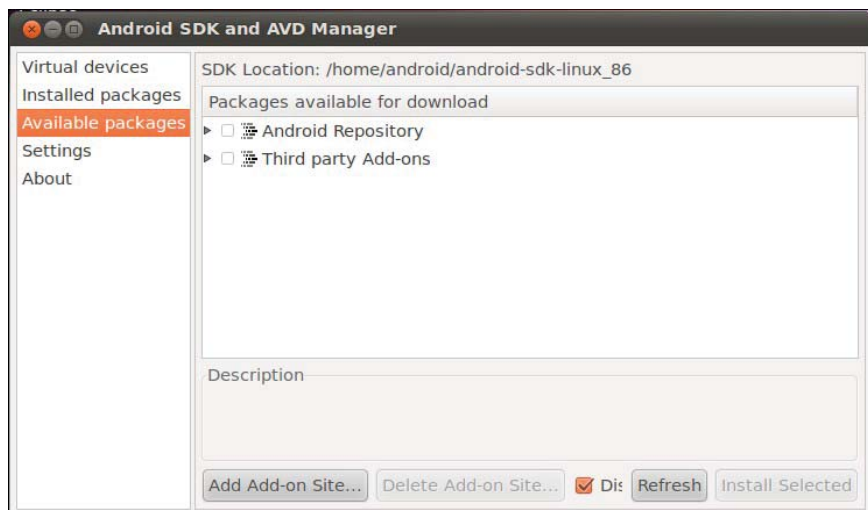 Android SDK and AVD Manager
Virtual devices
Installed packages
Available packages
Settings
About
SDK Location: /home/android/android-sdk-linux_86
Packages available for download
Android Repository
Third party Add-ons
Description
Add Add-on Site... Delete Add-on Site... Dis Refresh Install Selected